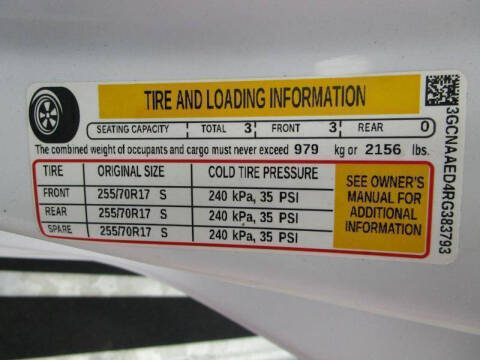 TIRE AND LOADING INFORMATION
SEATING CAPACITY TOTAL 3 FRONT 3 REAR 0
The combined weight of occupants and cargo must never exceed 979 kg or 2156 lbs.
TIRE ORIGINAL SIZE COLD TIRE PRESSURE
FRONT 255/70R17 S 240 kPa, 35 PSI
REAR 255/70R17 S 240 kPa, 35 PSI
SPARE 255/70R17 S 240 kPa, 35 PSI
SEE OWNER'S
MANUAL FOR
ADDITIONAL
INFORMATION
3GCNAAED4RG383793